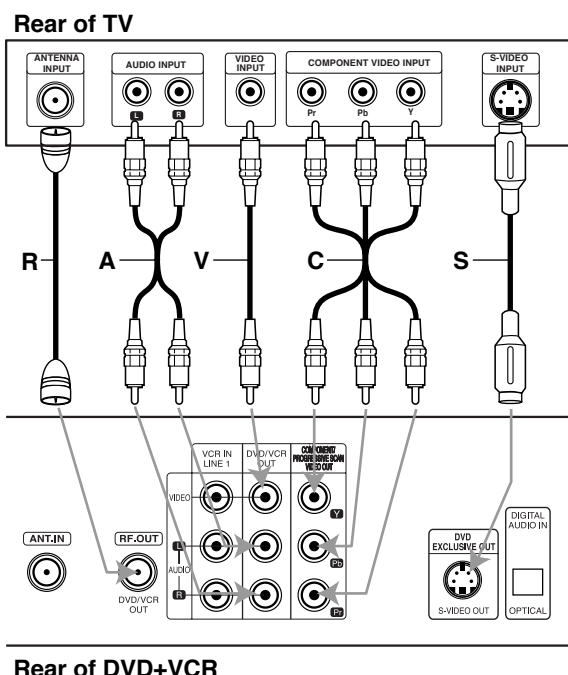 Rear of TV
ANTENNA
INPUT
AUDIO INPUT
VIDEO
INPUT
COMPONENT VIDEO INPUT
S-VIDEO
INPUT
L
R
Pr
Pb
Y
R
A
V
C
S
VCR IN
LINE 1
DVD/VCR
OUT
COMPONENT/
PROGRESSIVE SCAN
VIDEO OUT
VIDEO
Y
ANT.IN
RF.OUT
L
AUDIO
R
Pb
Pr
DVD/VCR
OUT
DVD
EXCLUSIVE OUT
S-VIDEO OUT
DIGITAL
AUDIO IN
OPTICAL
Rear of DVD+VCR